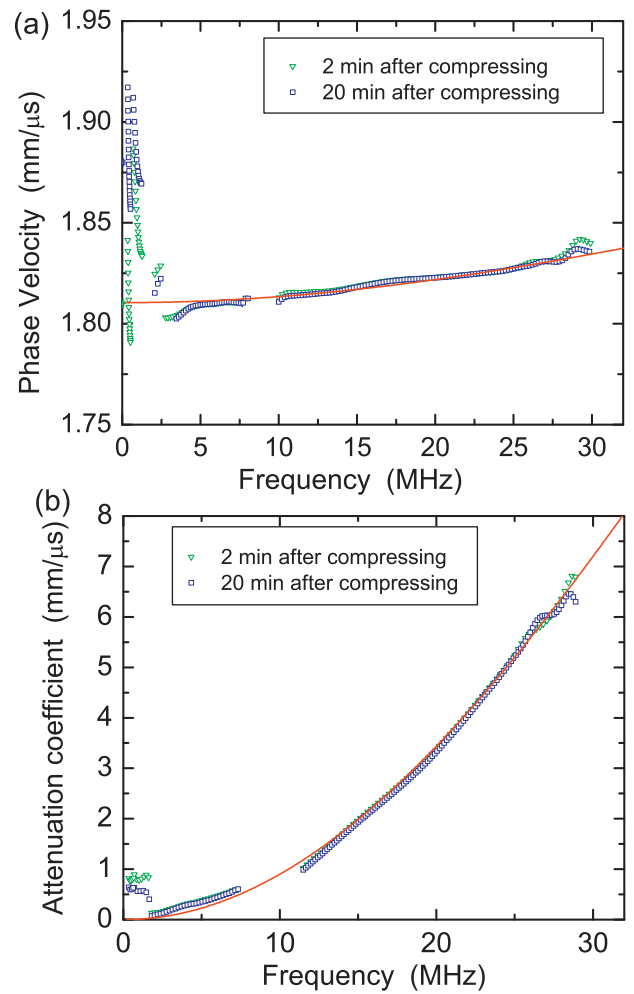 (a)
1.95
1.90
1.85
1.80
1.75
Phase Velocity (mm/μs)
2 min after compressing
20 min after compressing
0 5 10 15 20 25 30
Frequency (MHz)
(b)
8
7
6
5
4
3
2
1
0
Attenuation coefficient (mm/μs)
2 min after compressing
20 min after compressing
0 5 10 15 20 25 30
Frequency (MHz)